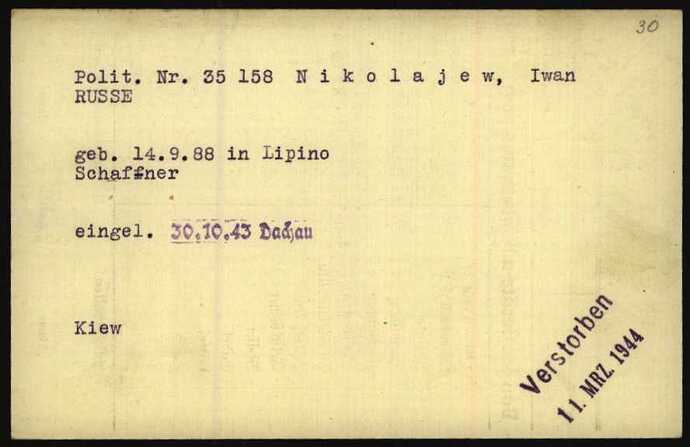 30
Polit. Nr. 35 158 N i k o l a j e w, Iwan
RUSSE
geb. 14.9.88 in Lipino
Schaffner
eingel. 30.10.43 Dachau
Kiew
Verstorben
11. MRZ. 1944